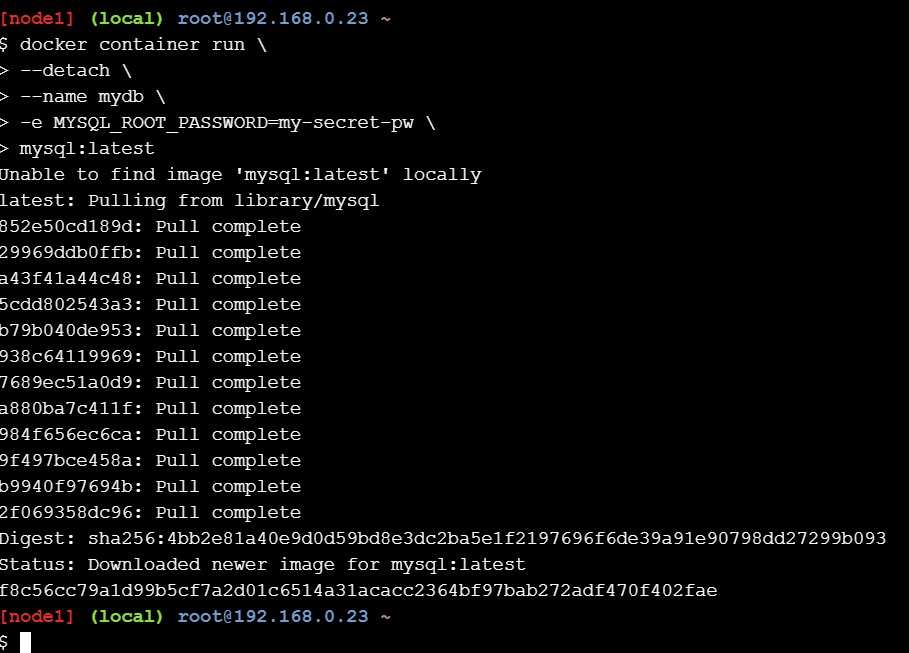 [node1] (local) root@192.168.0.23 ~
$ docker container run \
> --detach \
> --name mydb \
> -e MYSQL_ROOT_PASSWORD=my-secret-pw \
> mysql:latest
Unable to find image 'mysql:latest' locally
latest: Pulling from library/mysql
852e50cd189d: Pull complete
29969ddb0ffb: Pull complete
a43f41a44c48: Pull complete
5cdd802543a3: Pull complete
b79b040de953: Pull complete
938c64119969: Pull complete
7689ec51a0d9: Pull complete
a880ba7c411f: Pull complete
984f656ec6ca: Pull complete
9f497bce458a: Pull complete
b9940f97694b: Pull complete
2f069358dc96: Pull complete
Digest: sha256:4bb2e81a40e9d0d59bd8e3dc2ba5e1f2197696f6de39a91e90798dd27299b093
Status: Downloaded newer image for mysql:latest
f8c56cc79a1d99b5cf7a2d01c6514a31acacc2364bf97bab272adf470f402fae
[node1] (local) root@192.168.0.23 ~
$